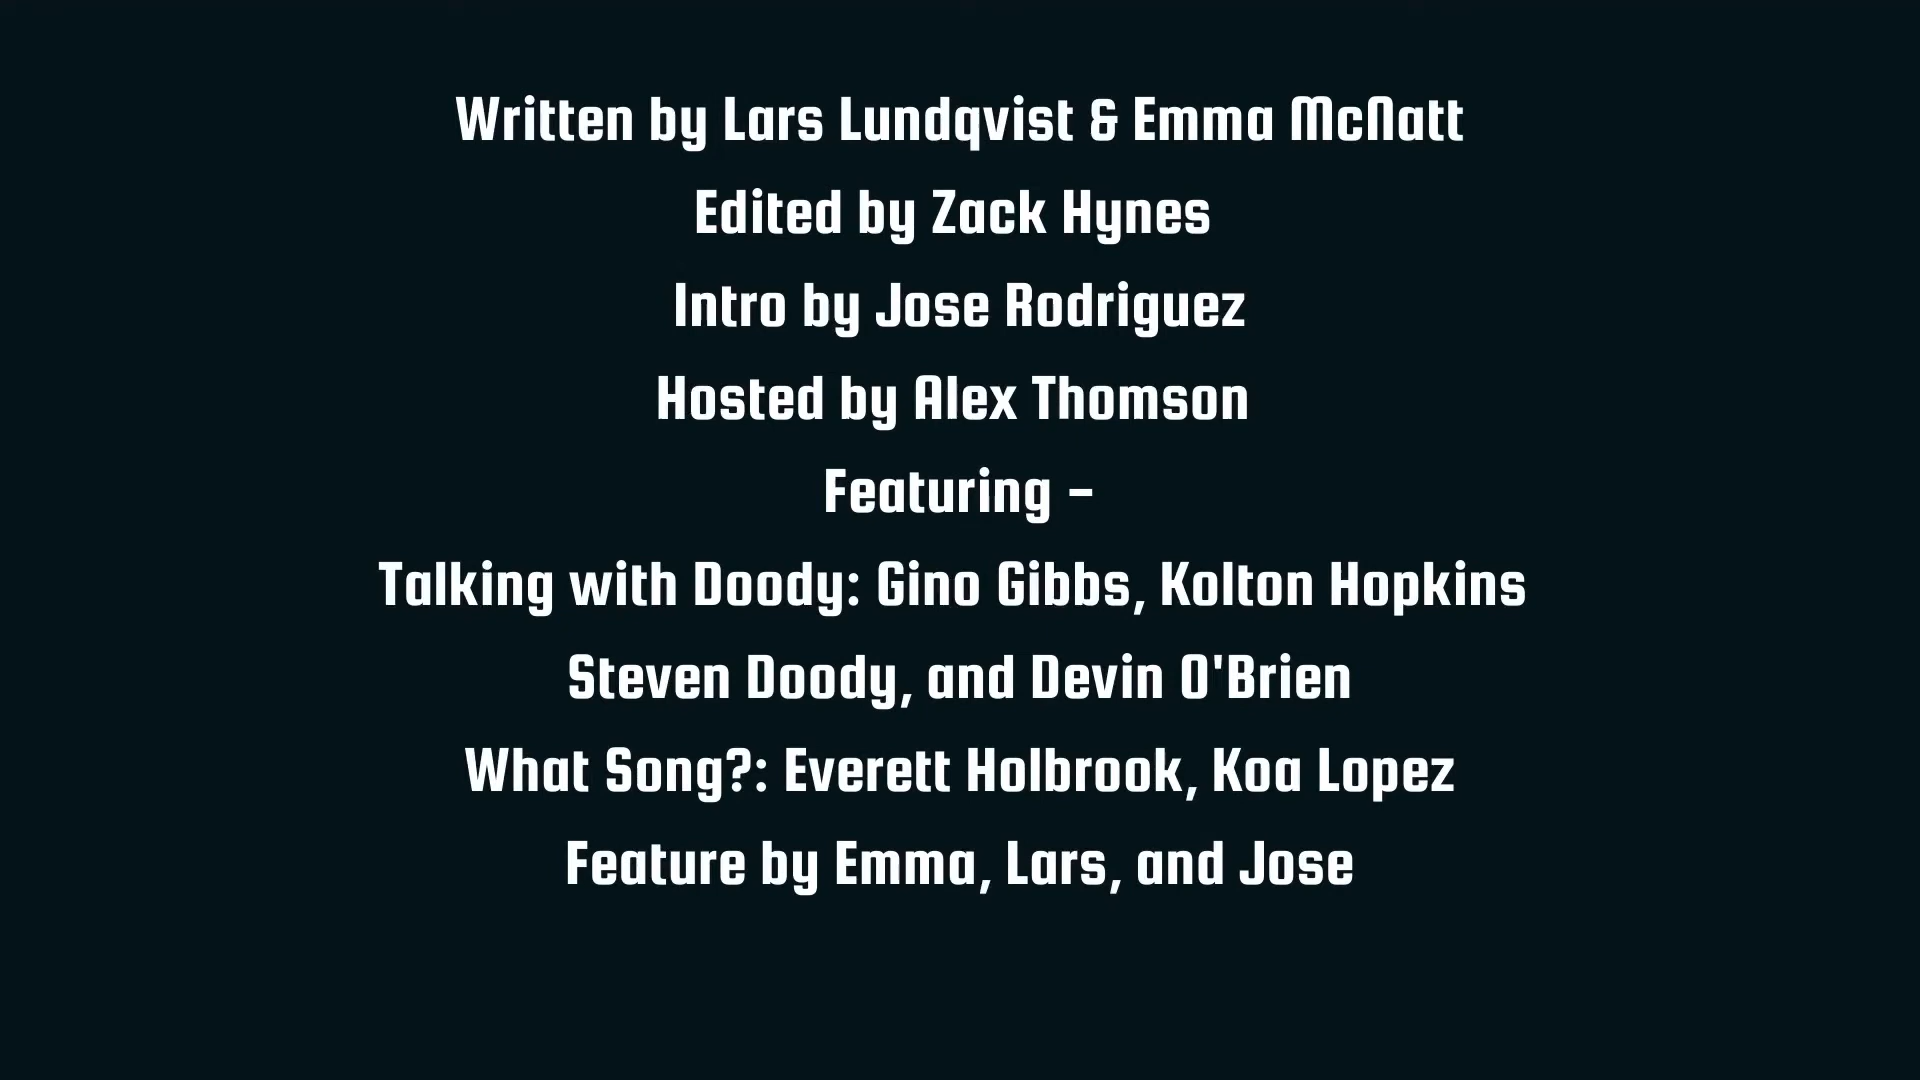 Written by Lars Lundqvist & Emma McNatt
Edited by Zack Hynes
Intro by Jose Rodriguez
Hosted by Alex Thomson
Featuring -
Talking with Doody: Gino Gibbs, Kolton Hopkins
Steven Doody, and Devin O'Brien
What Song?: Everett Holbrook, Koa Lopez
Feature by Emma, Lars, and Jose